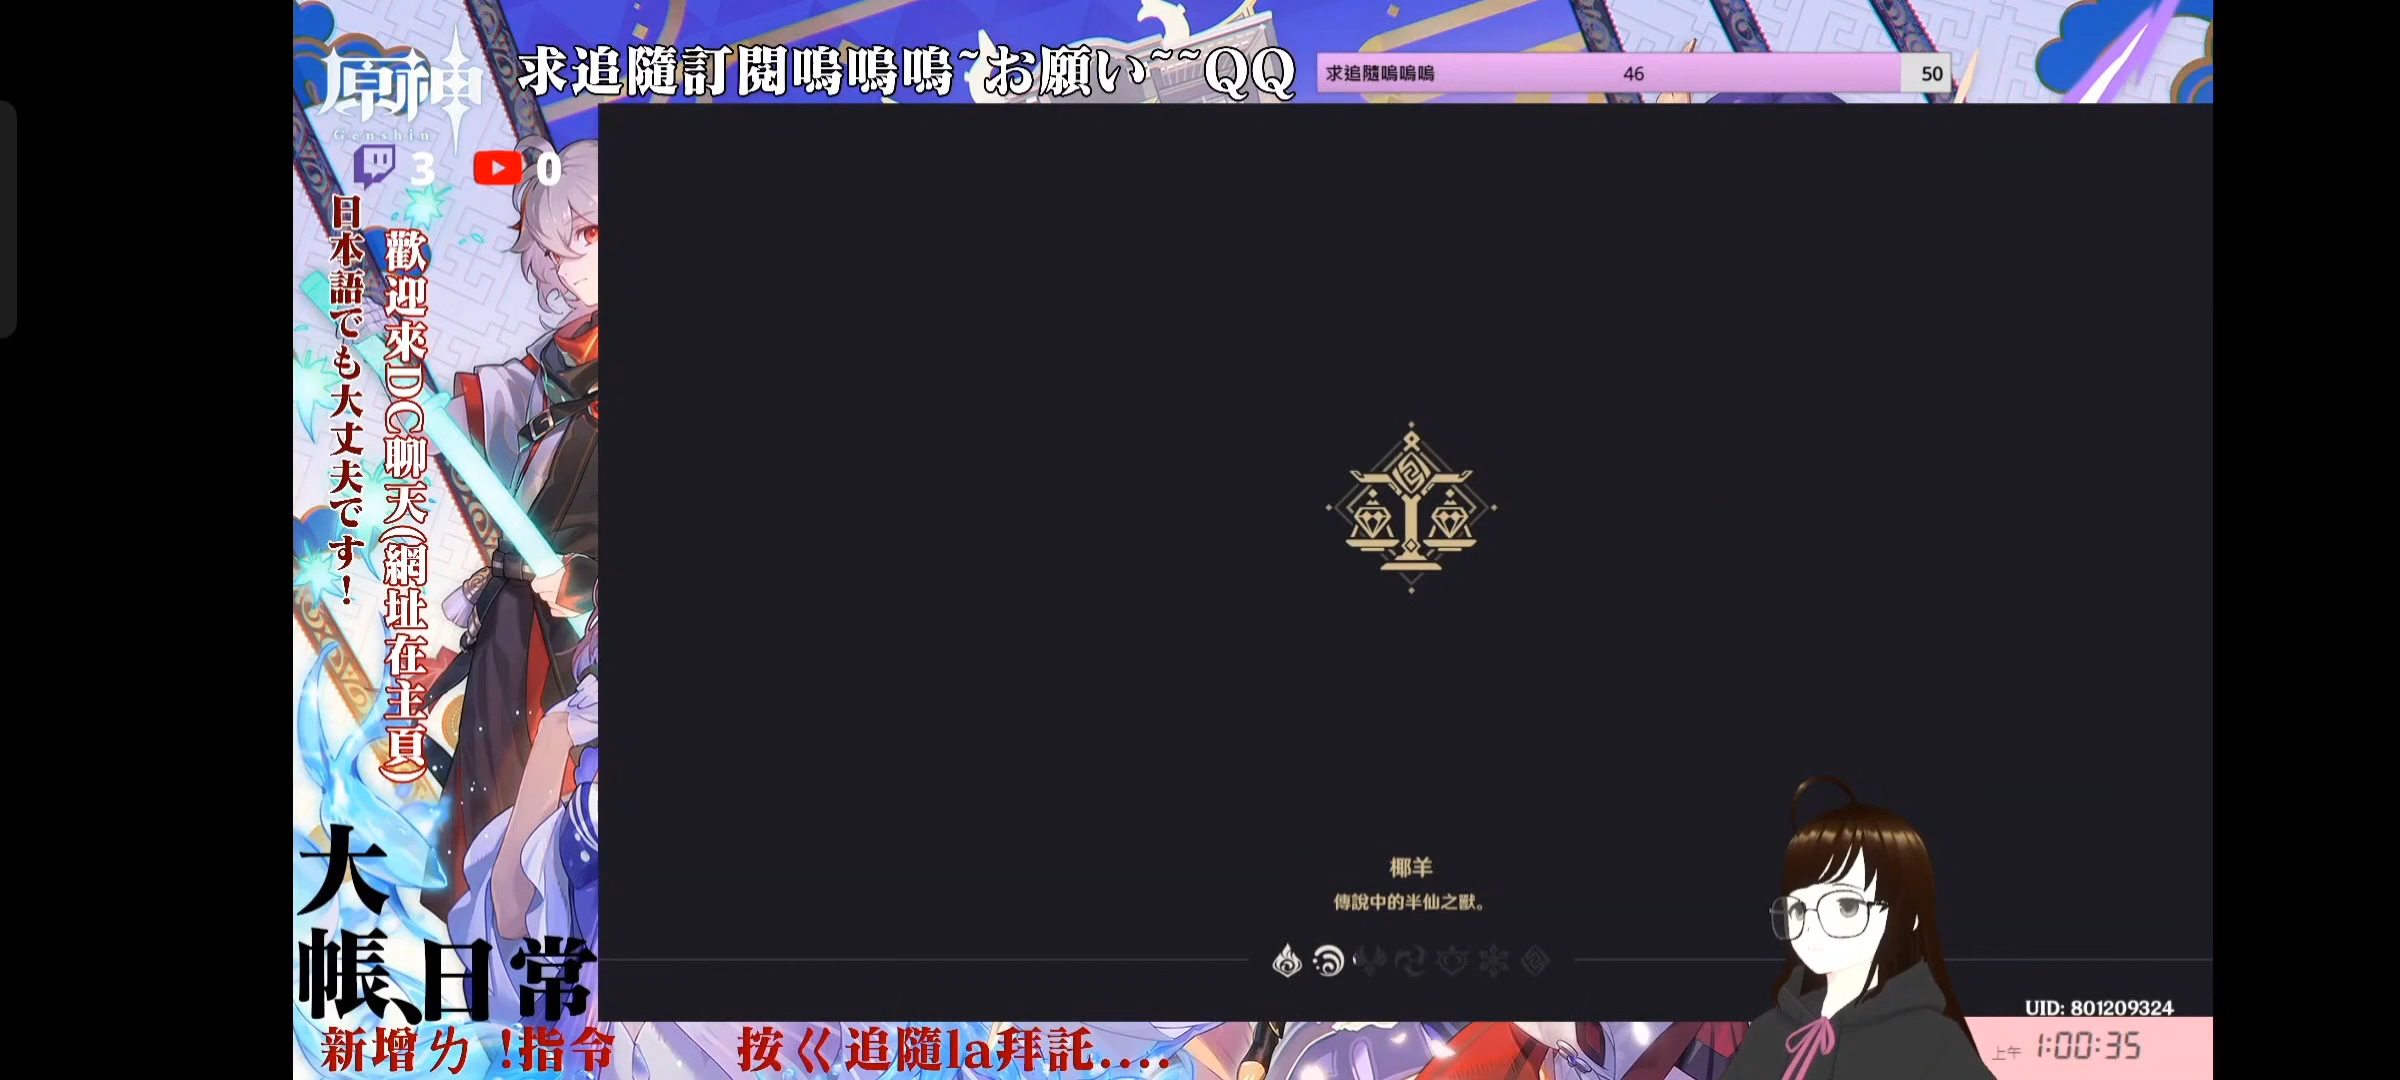 原神
Genshin
求追隨訂閱嗚嗚嗚~お願い~~QQ
求追隨嗚嗚嗚 46 50
3 0
日本語でも大丈夫です！
歡迎來DC聊天(網址在主頁)
椰羊
傳說中的半仙之獸。
大
帳、日常
UID: 801209324
新增ㄌ !指令 按ㄍ追隨la拜託....
上午 1:00:35